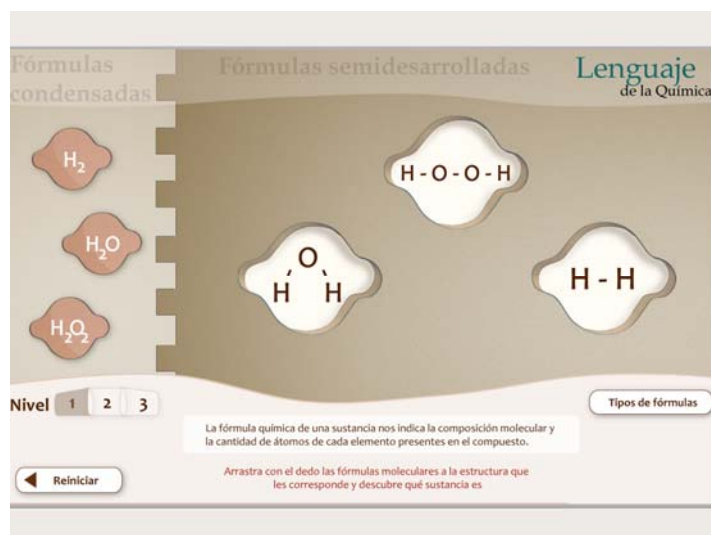 Fórmulas
condensadas
Fórmulas semidesarrolladas
Lenguaje
de la Química
H₂
H₂O
H₂O₂
H-O-O-H
O
H H
H - H
Nivel 1 2 3
Tipos de fórmulas
La fórmula química de una sustancia nos indica la composición molecular y
la cantidad de átomos de cada elemento presentes en el compuesto.
Reiniciar
Arrastra con el dedo las fórmulas moleculares a la estructura que
les corresponde y descubre qué sustancia es